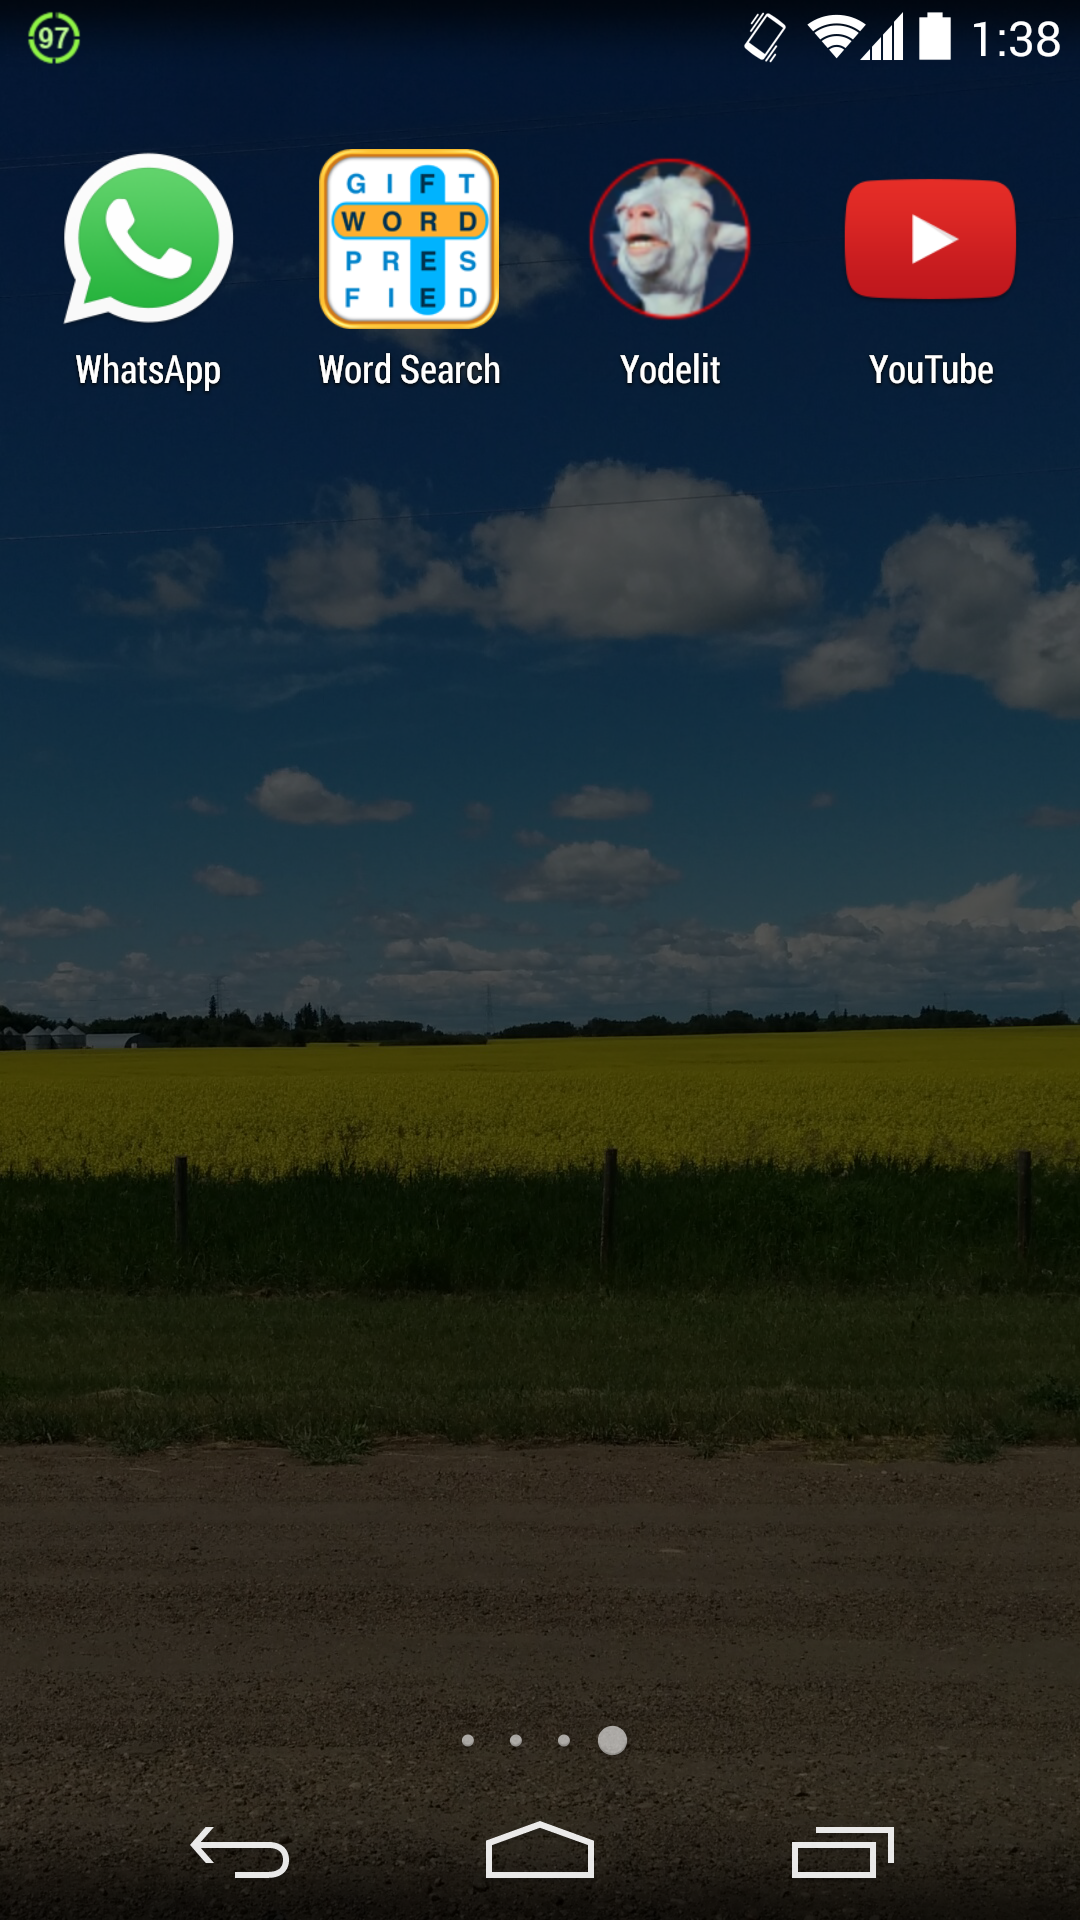 97 1:38
G I F T
W O R D
P R E S
F I E D
WhatsApp Word Search Yodelit YouTube